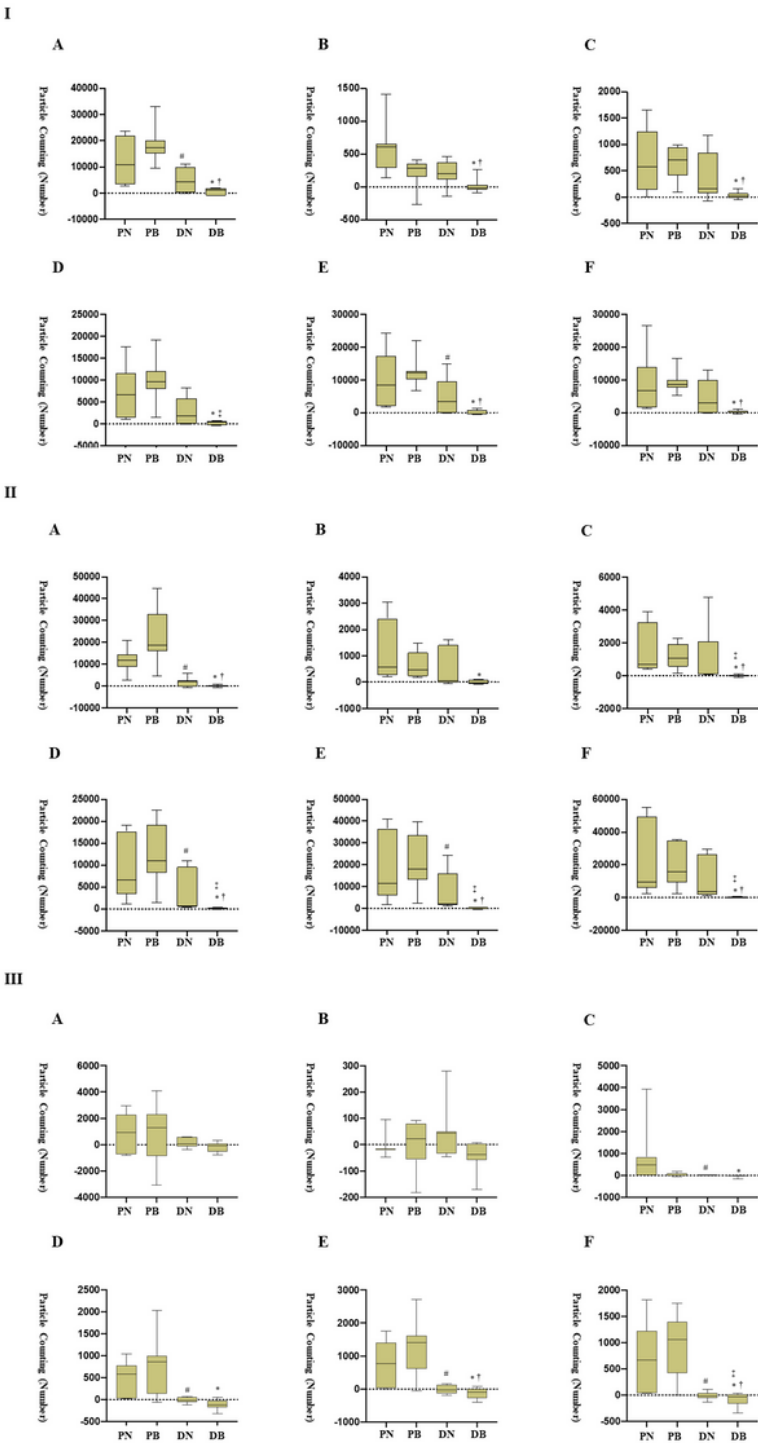 I
A
B
C
Particle Counting (Number)
40000
30000
20000
10000
0
-10000
#
* †
PN PB DN DB
Particle Counting (Number)
1500
1000
500
0
-500
* †
PN PB DN DB
Particle Counting (Number)
2000
1500
1000
500
0
-500
* †
PN PB DN DB
D
E
F
Particle Counting (Number)
25000
20000
15000
10000
5000
0
-5000
* ‡
PN PB DN DB
Particle Counting (Number)
30000
20000
10000
0
-10000
#
* †
PN PB DN DB
Particle Counting (Number)
30000
20000
10000
0
-10000
* †
PN PB DN DB
II
A
B
C
Particle Counting (Number)
50000
40000
30000
20000
10000
0
-10000
#
* †
PN PB DN DB
Particle Counting (Number)
4000
3000
2000
1000
0
-1000
*
PN PB DN DB
Particle Counting (Number)
6000
4000
2000
0
-2000
‡
* †
PN PB DN DB
D
E
F
Particle Counting (Number)
25000
20000
15000
10000
5000
0
-5000
#
‡
* †
PN PB DN DB
Particle Counting (Number)
50000
40000
30000
20000
10000
0
-10000
#
‡
* †
PN PB DN DB
Particle Counting (Number)
60000
40000
20000
0
-20000
‡
* †
PN PB DN DB
III
A
B
C
Particle Counting (Number)
6000
4000
2000
0
-2000
-4000
PN PB DN DB
Particle Counting (Number)
300
200
100
0
-100
-200
PN PB DN DB
Particle Counting (Number)
5000
4000
3000
2000
1000
0
-1000
#
*
PN PB DN DB
D
E
F
Particle Counting (Number)
2500
2000
1500
1000
500
0
-500
#
*
PN PB DN DB
Particle Counting (Number)
3000
2000
1000
0
-1000
#
* †
PN PB DN DB
Particle Counting (Number)
2000
1500
1000
500
0
-500
#
‡
* †
PN PB DN DB